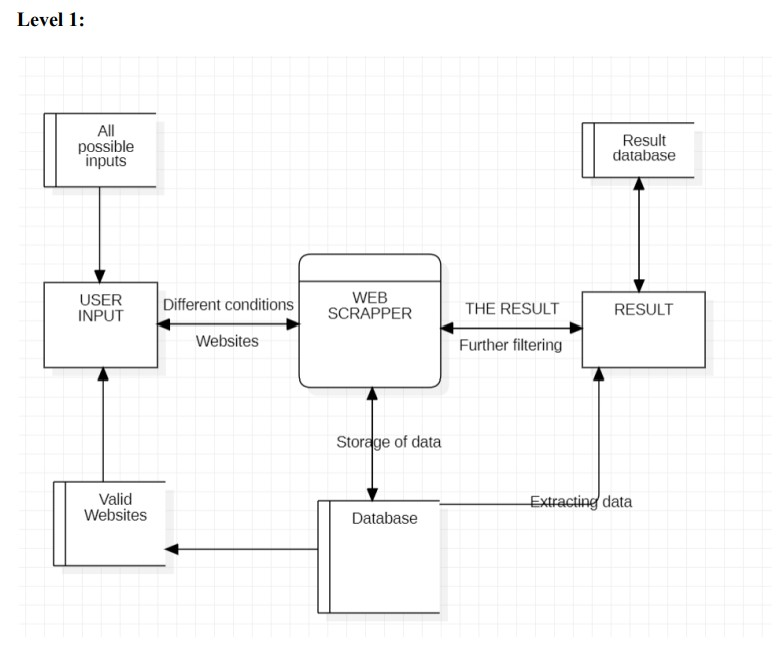 Level 1:
All
possible
inputs
Result
database
USER
INPUT
Different conditions
Websites
WEB
SCRAPPER
THE RESULT
Further filtering
RESULT
Storage of data
Valid
Websites
Database
Extracting data